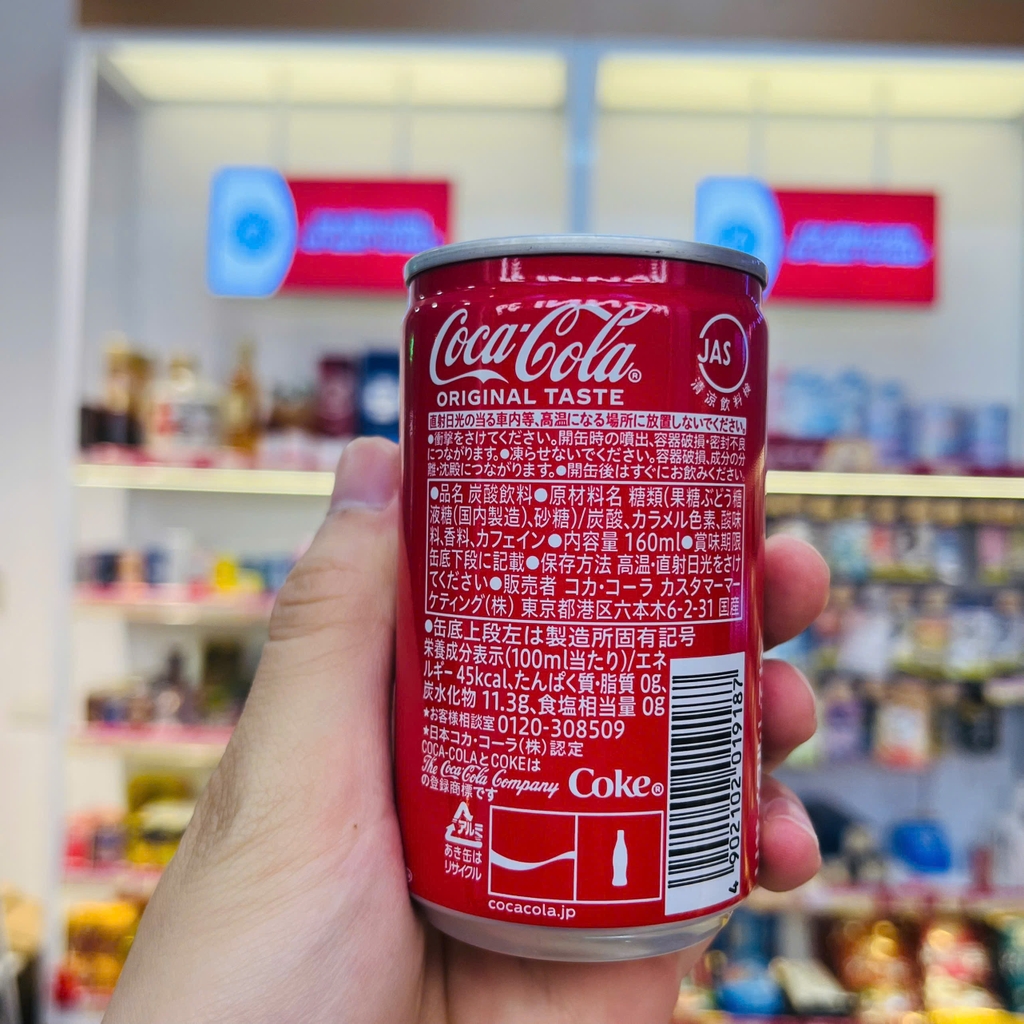 Coca-Cola®
ORIGINAL TASTE
JAS
清涼飲料検
直射日光の当る車内等、高温になる場所に放置しないでください。
●衝撃をさけてください。開缶時の噴出、容器破損・密封不良
につながります。●凍らせないでください。容器破損、成分の分
離・沈殿につながります。●開缶後はすぐにお飲みください。
●品名 炭酸飲料●原材料名 糖類(果糖ぶどう糖
液糖(国内製造)、砂糖)/炭酸、カラメル色素、酸味
料、香料、カフェイン●内容量 160ml●賞味期限
缶底下段に記載●保存方法 高温・直射日光をさけ
てください●販売者 コカ・コーラ カスタマーマー
ケティング(株) 東京都港区六本木6-2-31 国産
●缶底上段左は製造所固有記号
栄養成分表示(100ml当たり)/エネ
ルギー 45kcal、たんぱく質・脂質 0g、
炭水化物 11.3g、食塩相当量 0g
★お客様相談室 0120-308509
★日本コカ・コーラ(株)認定
COCA-COLAとCOKEは
The Coca-Cola Company
の登録商標です
Coke®
アルミ
あき缶は
リサイクル
cocacola.jp
4 902102 019187